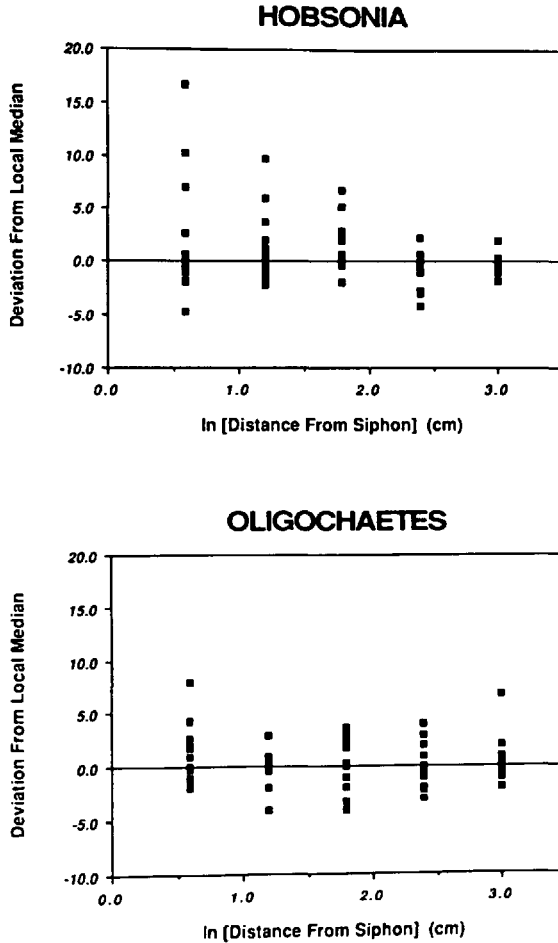 HOBSONIA
20.0
15.0
10.0
5.0
0.0
-5.0
-10.0
Deviation From Local Median
0.0 1.0 2.0 3.0
ln [Distance From Siphon] (cm)
OLIGOCHAETES
20.0
15.0
10.0
5.0
0.0
-5.0
-10.0
Deviation From Local Median
0.0 1.0 2.0 3.0
ln [Distance From Siphon] (cm)